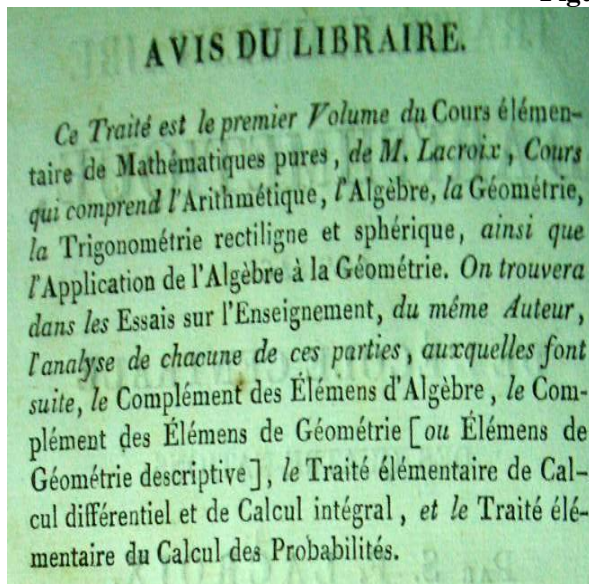 AVIS DU LIBRAIRE.
Ce Traité est le premier Volume du Cours élémen-
taire de Mathématiques pures, de M. Lacroix, Cours
qui comprend l'Arithmétique, l'Algèbre, la Géométrie,
la Trigonométrie rectiligne et sphérique, ainsi que
l'Application de l'Algèbre à la Géométrie. On trouvera
dans les Essais sur l'Enseignement, du même Auteur,
l'analyse de chacune de ces parties, auxquelles font
suite, le Complément des Élémens d'Algèbre, le Com-
plément des Élémens de Géométrie [ou Élémens de
Géométrie descriptive], le Traité élémentaire de Cal-
cul différentiel et de Calcul intégral, et le Traité élé-
mentaire du Calcul des Probabilités.